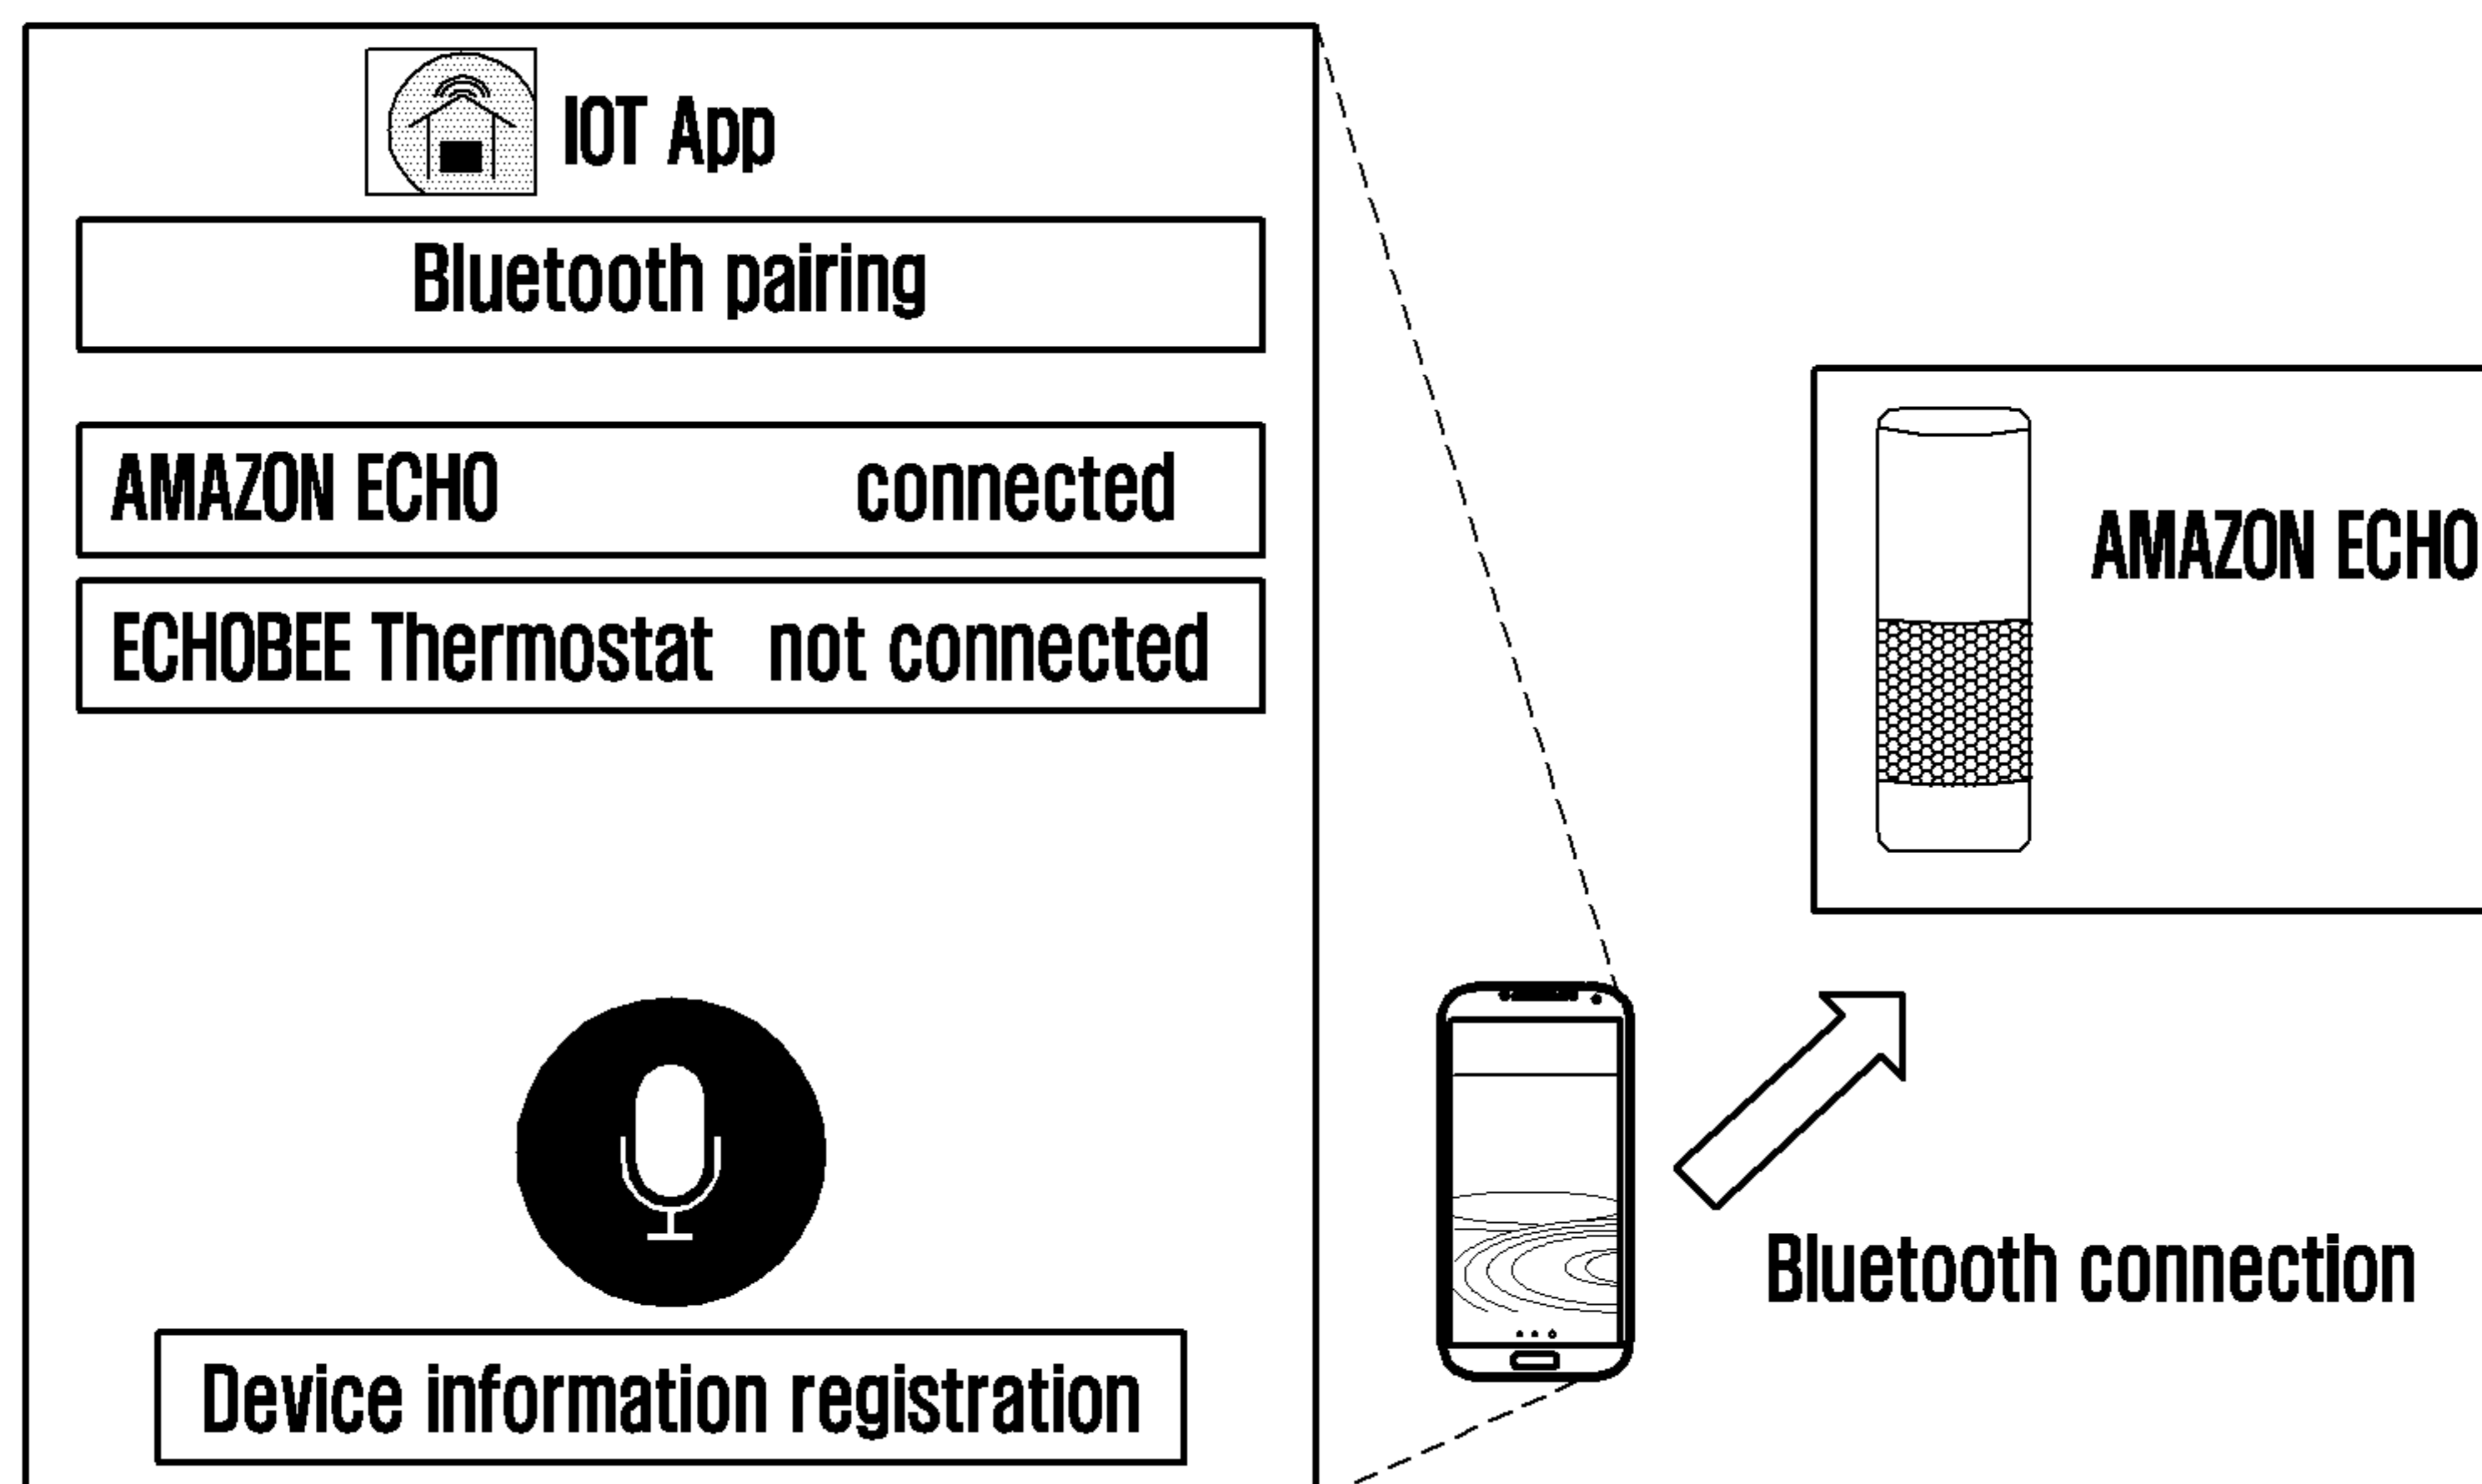 IOT App
Bluetooth pairing
AMAZON ECHO connected
ECHOBEE Thermostat not connected
Device information registration
AMAZON ECHO
Bluetooth connection